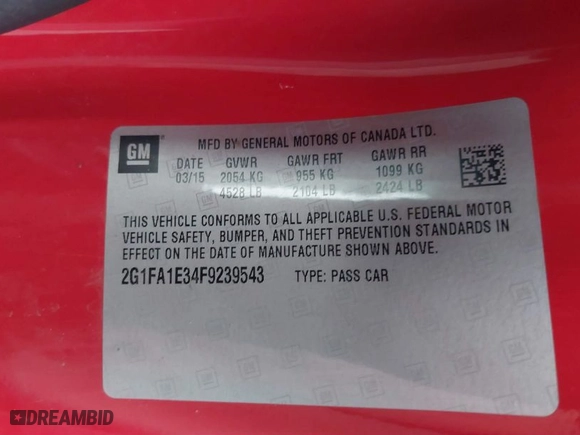 GM
MFD BY GENERAL MOTORS OF CANADA LTD.
DATE GVWR GAWR FRT GAWR RR
03/15 2054 KG 955 KG 1099 KG
4528 LB 2104 LB 2424 LB
THIS VEHICLE CONFORMS TO ALL APPLICABLE U.S. FEDERAL MOTOR
VEHICLE SAFETY, BUMPER, AND THEFT PREVENTION STANDARDS IN
EFFECT ON THE DATE OF MANUFACTURE SHOWN ABOVE.
2G1FA1E34F9239543 TYPE: PASS CAR
DREAMBID